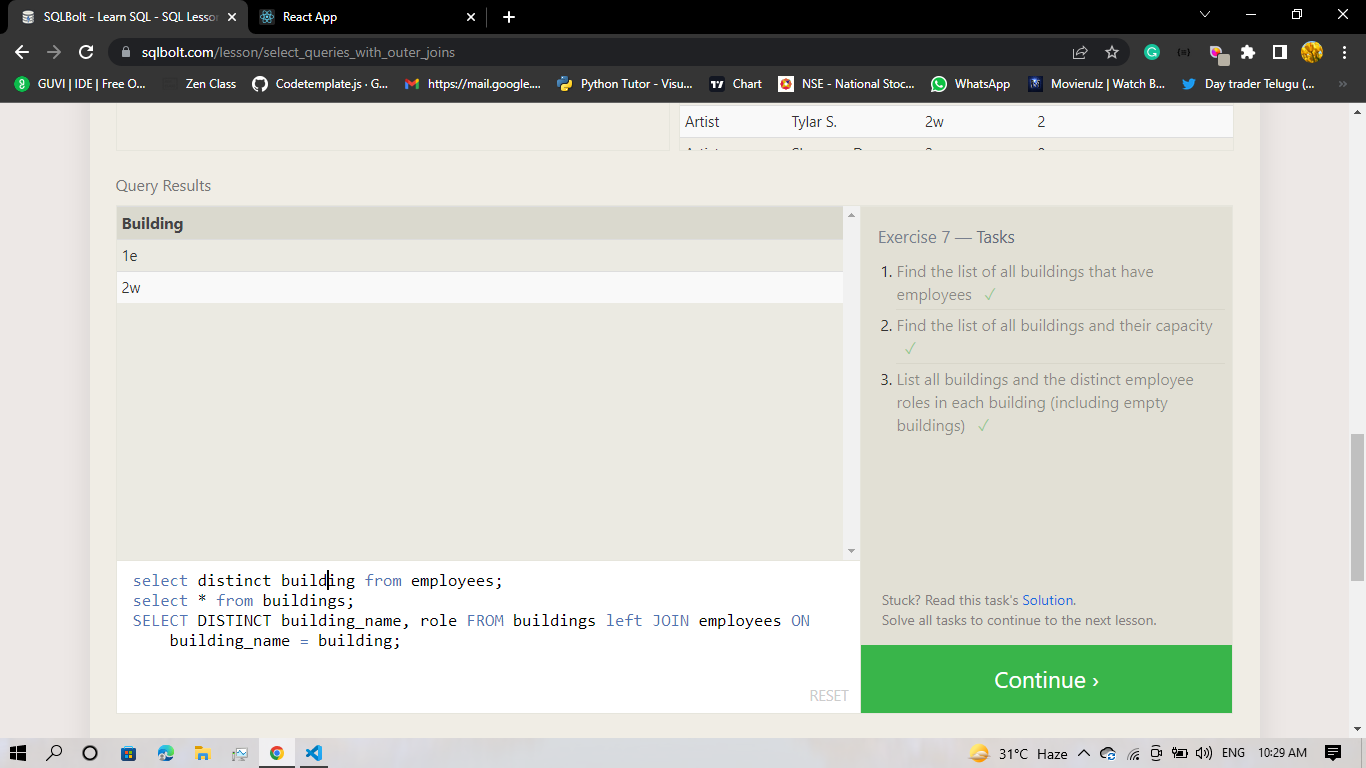 SQLBolt - Learn SQL - SQL Lesson
React App
sqlbolt.com/lesson/select_queries_with_outer_joins
GUVI | IDE | Free O...
Zen Class
Codetemplate.js · G...
https://mail.google....
Python Tutor - Visu...
Chart
NSE - National Stoc...
WhatsApp
Movierulz | Watch B...
Day trader Telugu (...
Artist Tylar S. 2w 2
Query Results
Building
1e
2w
Exercise 7 — Tasks
1. Find the list of all buildings that have
employees ✓
2. Find the list of all buildings and their capacity
✓
3. List all buildings and the distinct employee
roles in each building (including empty
buildings) ✓
select distinct building from employees;
select * from buildings;
SELECT DISTINCT building_name, role FROM buildings left JOIN employees ON
building_name = building;
RESET
Stuck? Read this task's Solution.
Solve all tasks to continue to the next lesson.
Continue ›
31°C Haze
ENG
10:29 AM